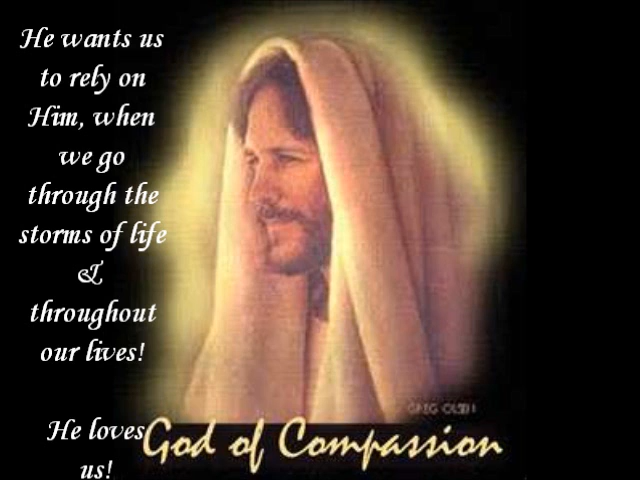 He wants us
to rely on
Him, when
we go
through the
storms of life
&
throughout
our lives!
He loves
us!
GREG OLSEN
God of Compassion